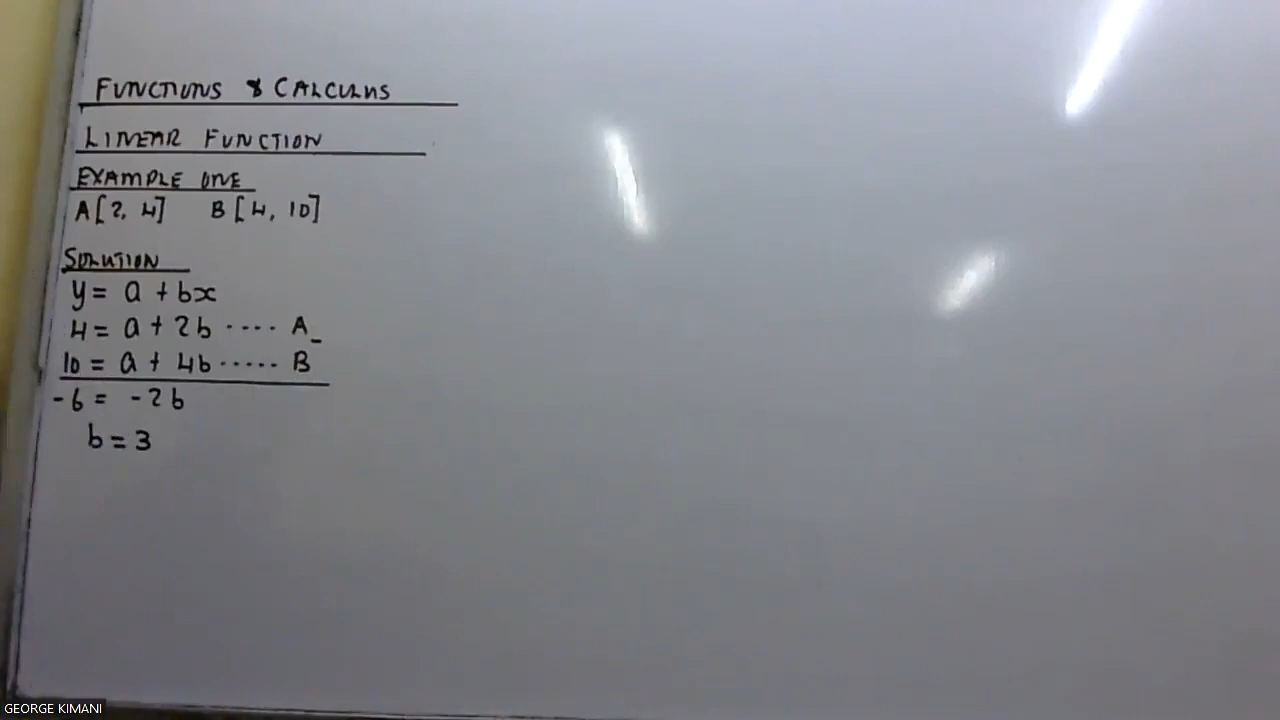 FUNCTIONS & CALCULUS
LINEAR FUNCTION
EXAMPLE ONE
A[2, 4] B[4, 10]
SOLUTION
y = a + bx
4 = a + 2b .... A_
10 = a + 4b ..... B
-6 = -2b
b = 3
GEORGE KIMANI